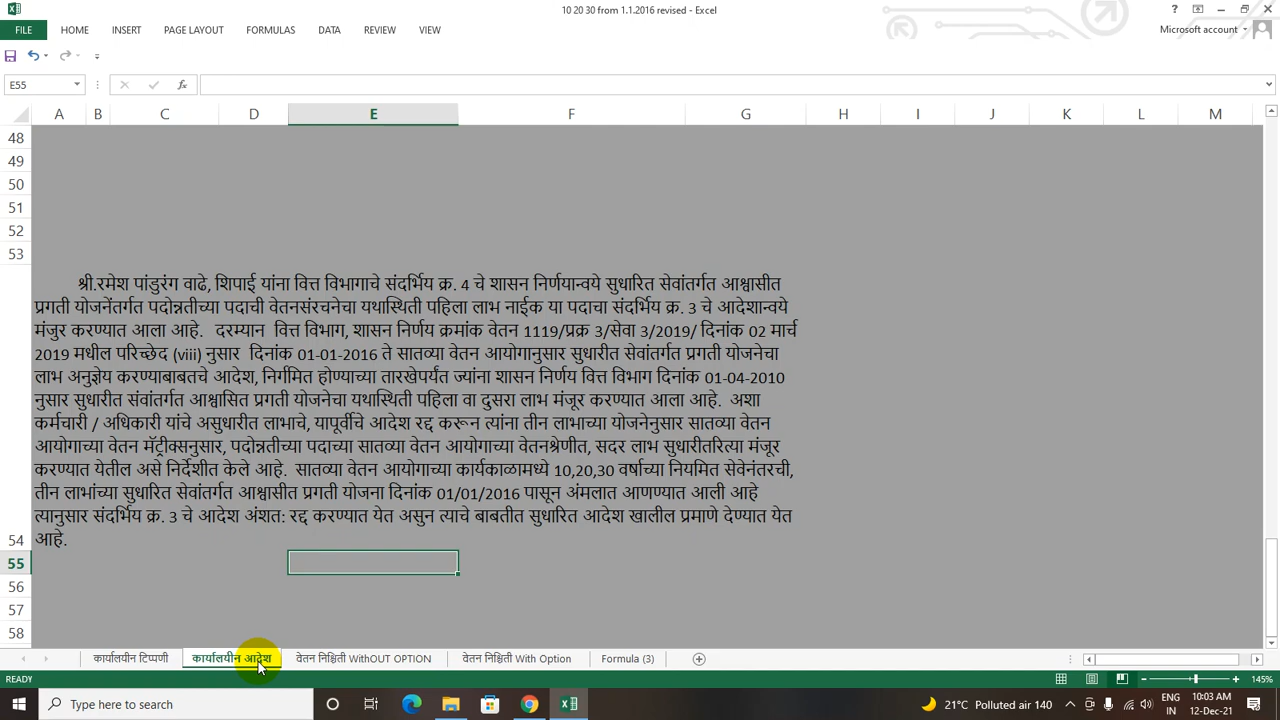 10 20 30 from 1.1.2016 revised - Excel
FILE HOME INSERT PAGE LAYOUT FORMULAS DATA REVIEW VIEW
Microsoft account
E55
A B C D E F G H I J K L M
48
49
50
51
52
53
श्री.रमेश पांडुरंग वाढे, शिपाई यांना वित्त विभागाचे संदर्भिय क्र. 4 चे शासन निर्णयान्वये सुधारित सेवांतर्गत आश्वासीत
प्रगती योजनेंतर्गत पदोन्नतीच्या पदाची वेतनसंरचनेचा यथास्थिती पहिला लाभ नाईक या पदाचा संदर्भिय क्र. 3 चे आदेशान्वये
मंजुर करण्यात आला आहे. दरम्यान वित्त विभाग, शासन निर्णय क्रमांक वेतन 1119/प्रक्र 3/सेवा 3/2019/ दिनांक 02 मार्च
2019 मधील परिच्छेद (viii) नुसार दिनांक 01-01-2016 ते सातव्या वेतन आयोगानुसार सुधारीत सेवांतर्गत प्रगती योजनेचा
लाभ अनुज्ञेय करण्याबाबतचे आदेश, निर्गमित होण्याच्या तारखेपर्यंत ज्यांना शासन निर्णय वित्त विभाग दिनांक 01-04-2010
नुसार सुधारीत संवांतर्गत आश्वासित प्रगती योजनेचा यथास्थिती पहिला वा दुसरा लाभ मंजूर करण्यात आला आहे. अशा
कर्मचारी / अधिकारी यांचे असुधारीत लाभाचे, यापूर्वीचे आदेश रद्द करून त्यांना तीन लाभाच्या योजनेनुसार सातव्या वेतन
आयोगाच्या वेतन मॅट्रीक्सनुसार, पदोन्नतीच्या पदाच्या सातव्या वेतन आयोगाच्या वेतनश्रेणीत, सदर लाभ सुधारीतरित्या मंजूर
करण्यात येतील असे निर्देशीत केले आहे. सातव्या वेतन आयोगाच्या कार्यकाळामध्ये 10,20,30 वर्षाच्या नियमित सेवेनंतरची,
तीन लाभांच्या सुधारित सेवांतर्गत आश्वासीत प्रगती योजना दिनांक 01/01/2016 पासून अंमलात आणण्यात आली आहे
त्यानुसार संदर्भिय क्र. 3 चे आदेश अंशत: रद्द करण्यात येत असुन त्याचे बाबतीत सुधारित आदेश खालील प्रमाणे देण्यात येत
54 आहे.
55
56
57
58
कार्यालयीन टिप्पणी कार्यालयीन आदेश वेतन निश्चिती WithOUT OPTION वेतन निश्चिती With Option Formula (3)
READY 145%
Type here to search 21°C Polluted air 140 ENG 10:03 AM
IN 12-Dec-21